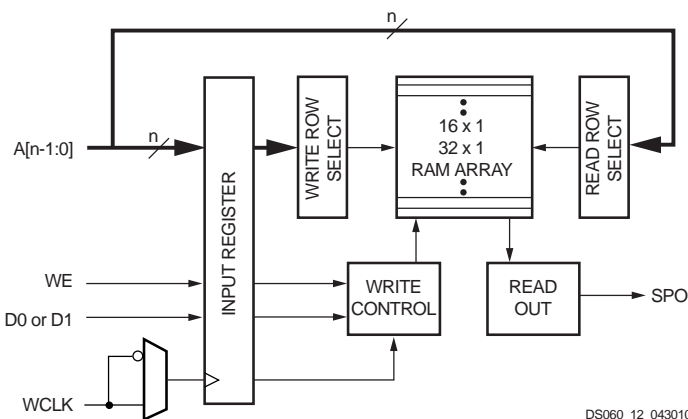 n
n
A[n-1:0]
INPUT REGISTER
WRITE ROW
SELECT
16 x 1
32 x 1
RAM ARRAY
READ ROW
SELECT
WE
D0 or D1
WRITE
CONTROL
READ
OUT
SPO
WCLK
DS060_12_043010